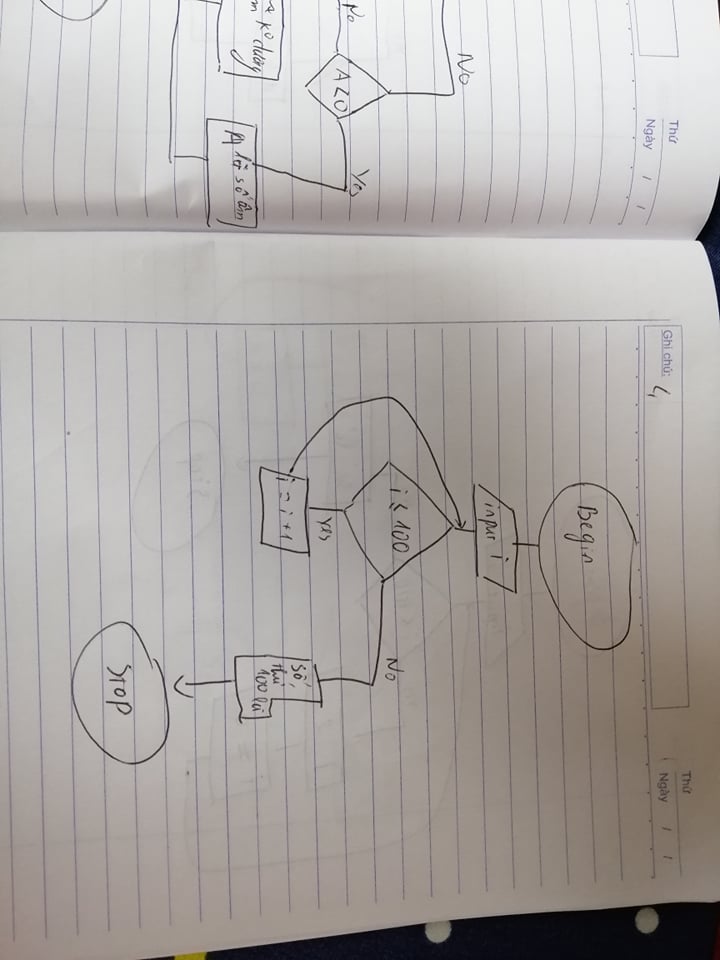 Thứ
Ngày / /
No
No
A<0
Yes
A là số âm
Ghi chú: 4
Thứ
Ngày / /
Begin
input i
i ≤ 100
Yes
i = i + 1
No
Số
thứ
100 là
STOP